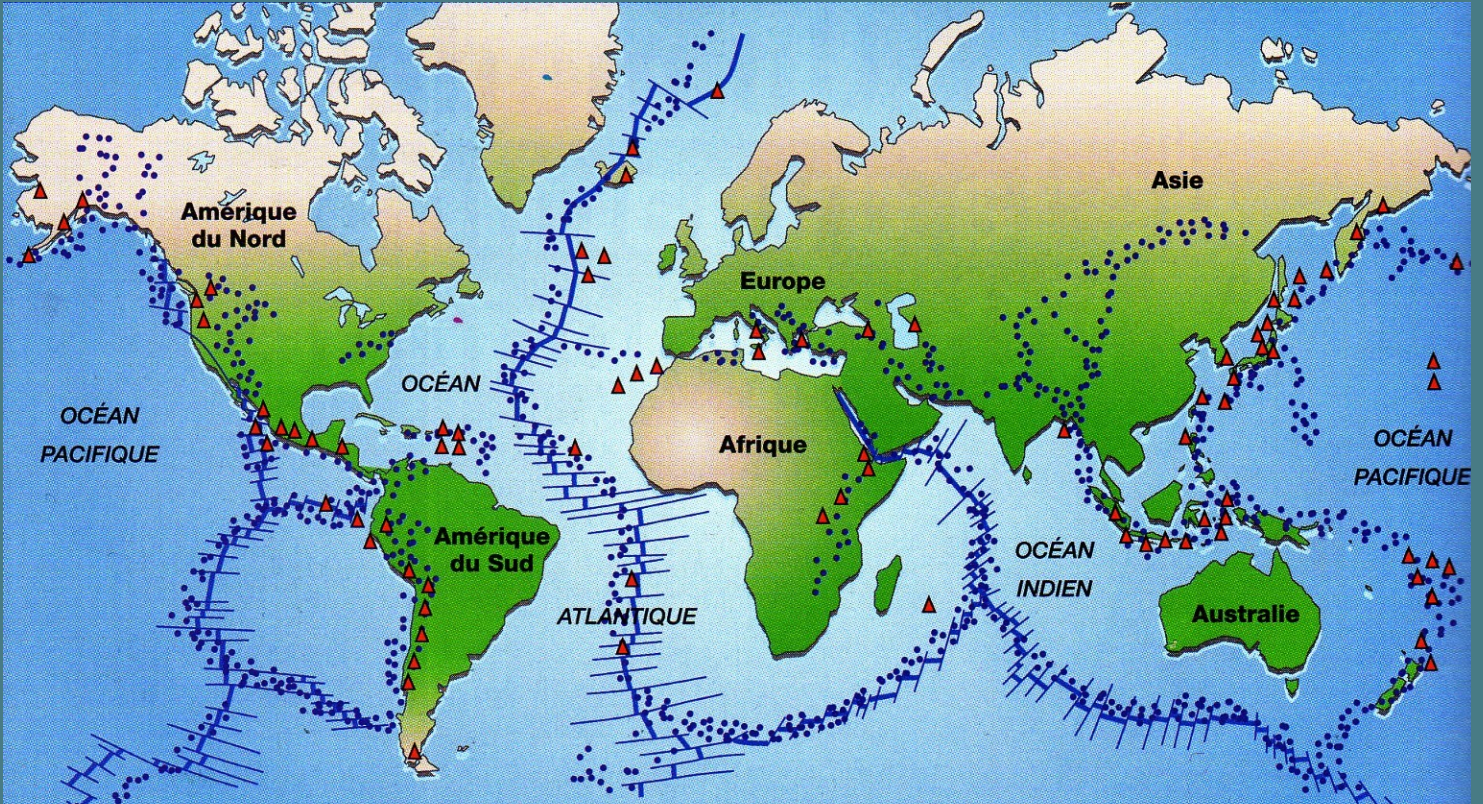 Asie
Amérique
du Nord
Europe
OCÉAN
OCÉAN
PACIFIQUE
Afrique
OCÉAN
PACIFIQUE
Amérique
du Sud
OCÉAN
INDIEN
ATLANTIQUE
Australie